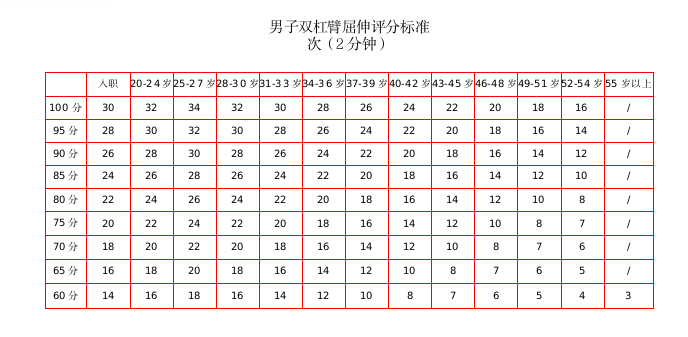 男子双杠臂屈伸评分标准
次（2分钟）
入职 20-24岁 25-27岁 28-30岁 31-33岁 34-36岁 37-39岁 40-42岁 43-45岁 46-48岁 49-51岁 52-54岁 55岁以上
100分 30 32 34 32 30 28 26 24 22 20 18 16 /
95分 28 30 32 30 28 26 24 22 20 18 16 14 /
90分 26 28 30 28 26 24 22 20 18 16 14 12 /
85分 24 26 28 26 24 22 20 18 16 14 12 10 /
80分 22 24 26 24 22 20 18 16 14 12 10 8 /
75分 20 22 24 22 20 18 16 14 12 10 8 7 /
70分 18 20 22 20 18 16 14 12 10 8 7 6 /
65分 16 18 20 18 16 14 12 10 8 7 6 5 /
60分 14 16 18 16 14 12 10 8 7 6 5 4 3